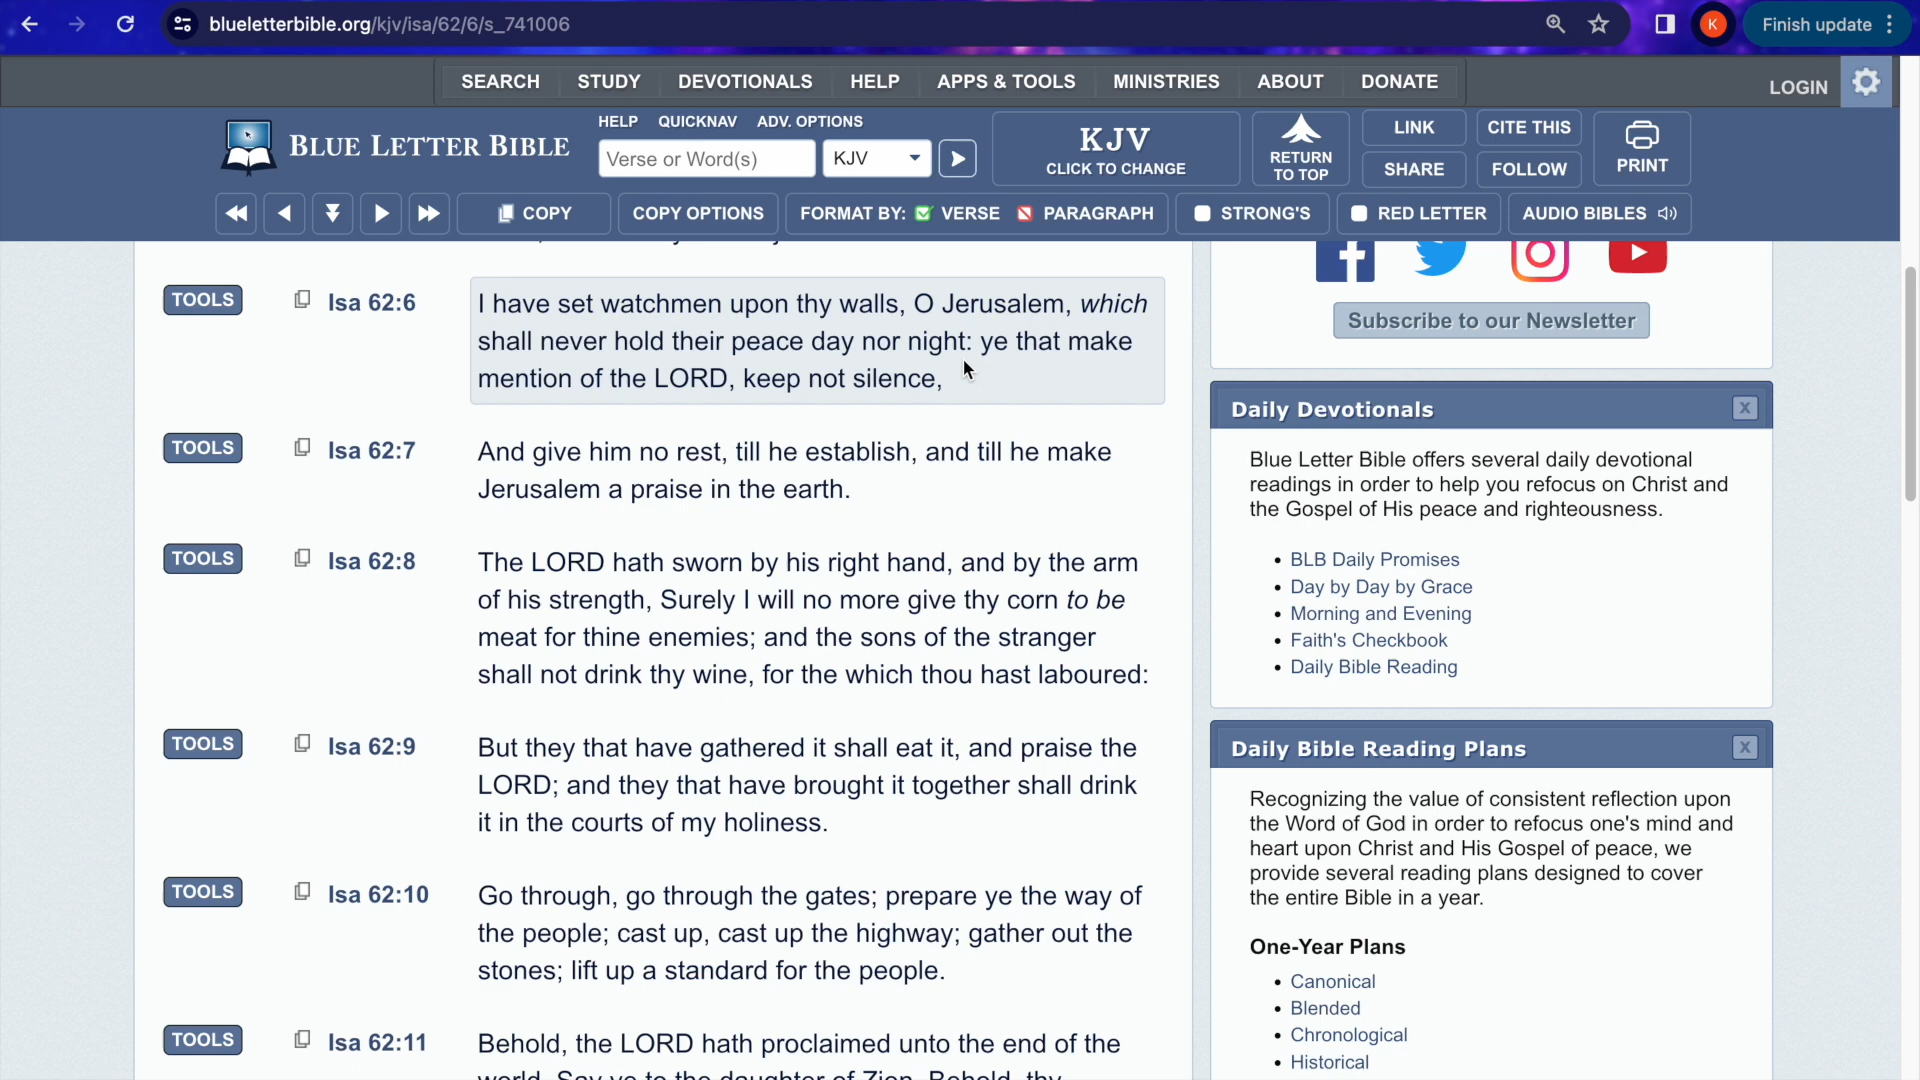 blueletterbible.org/kjv/isa/62/6/s_741006
K
Finish update
SEARCH STUDY DEVOTIONALS HELP APPS & TOOLS MINISTRIES ABOUT DONATE
LOGIN
BLUE LETTER BIBLE
HELP QUICKNAV ADV. OPTIONS
Verse or Word(s)
KJV
KJV
CLICK TO CHANGE
RETURN
TO TOP
LINK
CITE THIS
SHARE
FOLLOW
PRINT
COPY
COPY OPTIONS
FORMAT BY: VERSE PARAGRAPH
STRONG'S
RED LETTER
AUDIO BIBLES
TOOLS
Isa 62:6
I have set watchmen upon thy walls, O Jerusalem, which
shall never hold their peace day nor night: ye that make
mention of the LORD, keep not silence,
TOOLS
Isa 62:7
And give him no rest, till he establish, and till he make
Jerusalem a praise in the earth.
TOOLS
Isa 62:8
The LORD hath sworn by his right hand, and by the arm
of his strength, Surely I will no more give thy corn to be
meat for thine enemies; and the sons of the stranger
shall not drink thy wine, for the which thou hast laboured:
TOOLS
Isa 62:9
But they that have gathered it shall eat it, and praise the
LORD; and they that have brought it together shall drink
it in the courts of my holiness.
TOOLS
Isa 62:10
Go through, go through the gates; prepare ye the way of
the people; cast up, cast up the highway; gather out the
stones; lift up a standard for the people.
TOOLS
Isa 62:11
Behold, the LORD hath proclaimed unto the end of the
world, Say ye to the daughter of Zion, Behold, thy
Subscribe to our Newsletter
Daily Devotionals
x
Blue Letter Bible offers several daily devotional
readings in order to help you refocus on Christ and
the Gospel of His peace and righteousness.
• BLB Daily Promises
• Day by Day by Grace
• Morning and Evening
• Faith's Checkbook
• Daily Bible Reading
Daily Bible Reading Plans
x
Recognizing the value of consistent reflection upon
the Word of God in order to refocus one's mind and
heart upon Christ and His Gospel of peace, we
provide several reading plans designed to cover
the entire Bible in a year.
One-Year Plans
• Canonical
• Blended
• Chronological
• Historical